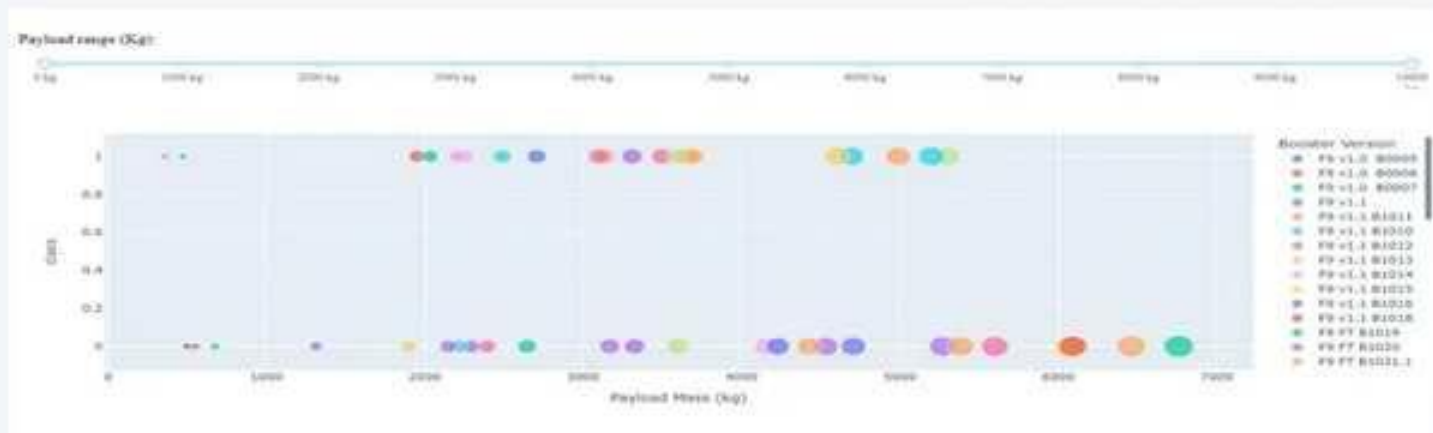 Payload range (Kg):
0 kg 1000 kg 2000 kg 3000 kg 4000 kg 5000 kg 6000 kg 7000 kg 8000 kg 9000 kg
1
0.8
0.6
0.4
0.2
0
class
0 1000 2000 3000 4000 5000 6000 7000
Payload Mass (kg)
Booster Version
F9 v1.0 B0005
F9 v1.0 B0006
F9 v1.0 B0007
F9 v1.1
F9 v1.1 B1011
F9 v1.1 B1010
F9 v1.1 B1012
F9 v1.1 B1013
F9 v1.1 B1014
F9 v1.1 B1015
F9 v1.1 B1016
F9 v1.1 B1018
F9 FT B1019
F9 FT B1020
F9 FT B1021.1